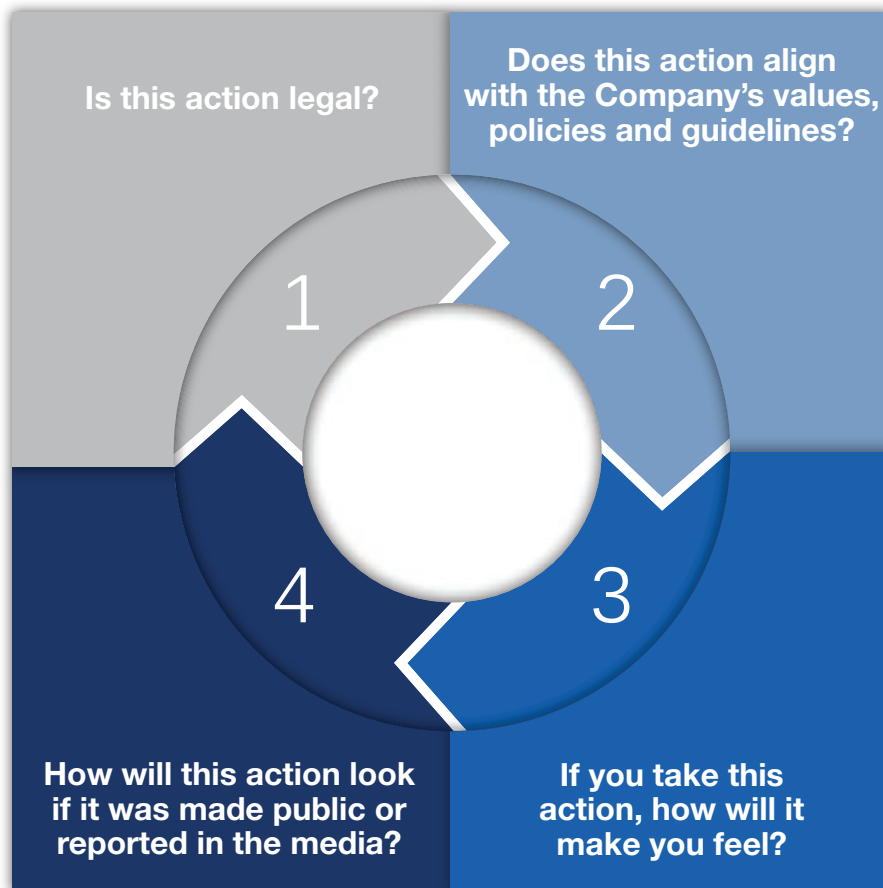 Is this action legal?
Does this action align
with the Company’s values,
policies and guidelines?
1
2
3
4
If you take this
action, how will it
make you feel?
How will this action look
if it was made public or
reported in the media?